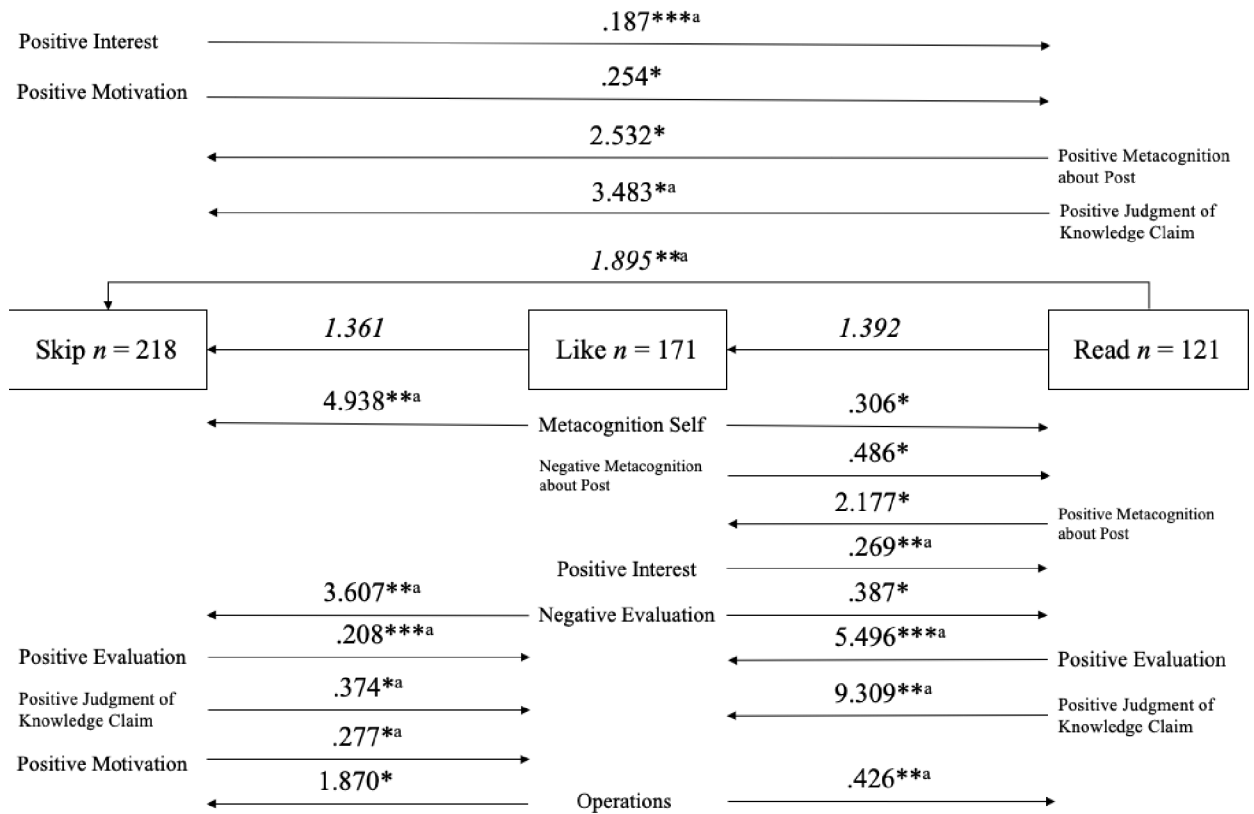 .187***a
Positive Interest
.254*
Positive Motivation
2.532*
Positive Metacognition
about Post
3.483*a
Positive Judgment of
Knowledge Claim
1.895**a
Skip n = 218
1.361
Like n = 171
1.392
Read n = 121
4.938**a
Metacognition Self
.306*
Negative Metacognition
about Post
.486*
2.177*
Positive Metacognition
about Post
Positive Interest
.269**a
3.607**a
Negative Evaluation
.387*
Positive Evaluation
.208***a
5.496***a
Positive Evaluation
Positive Judgment of
Knowledge Claim
.374*a
9.309**a
Positive Judgment of
Knowledge Claim
Positive Motivation
.277*a
1.870*
Operations
.426**a